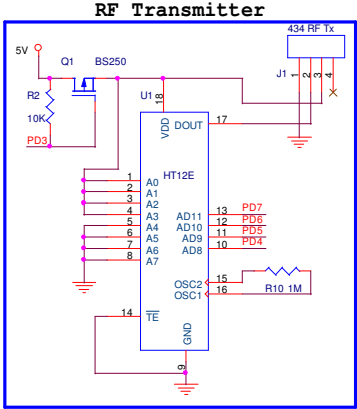 RF Transmitter
434 RF Tx
5V
Q1 BS250
J1
1 2 3 4
R2
10K
PD3
U1
18
VDD
DOUT 17
HT12E
1 A0
2 A1
3 A2
4 A3
5 A4
6 A5
7 A6
8 A7
AD11 13 PD7
AD10 12 PD6
AD9 11 PD5
AD8 10 PD4
OSC2 15
OSC1 16
R10 1M
14 TE
GND
9